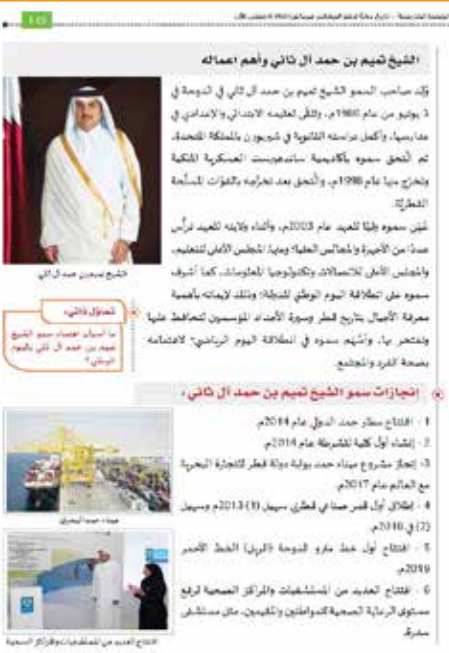 115
الشيخ تميم بن حمد آل ثاني وأهم أعماله
وُلد صاحب السمو الشيخ تميم بن حمد آل ثاني في الدوحة في
3 يونيو من عام 1980م، وتلقى تعليمه الابتدائي والإعدادي في
مدارسها، وأكمل دراسته الثانوية في شيربورن بالمملكة المتحدة،
ثم التحق سموه بأكاديمية ساندهيرست العسكرية الملكية
وتخرج منها عام 1998م، والتحق بعد تخرجه بالقوات المسلحة
القطرية.
عُيّن سموه وليًّا للعهد عام 2003م، وأثناء ولايته للعهد ترأس
عددًا من الأجهزة والمجالس العليا؛ ومنها: المجلس الأعلى للتعليم،
والمجلس الأعلى للاتصالات وتكنولوجيا المعلومات، كما أشرف
سموه على انطلاقة اليوم الوطني للدولة؛ وذلك لإيمانه بأهمية
معرفة الأجيال بتاريخ قطر وسيرة الأجداد المؤسسين لتحافظ عليها
وتفتخر بها، وأسهم سموه في انطلاقة اليوم الرياضي؛ لاهتمامه
بصحة الفرد والمجتمع.
الشيخ تميم بن حمد آل ثاني
تساؤل ذاتي:
ما أسباب اهتمام سمو الشيخ
تميم بن حمد آل ثاني باليوم
الوطني؟
إنجازات سمو الشيخ تميم بن حمد آل ثاني:
1 - افتتاح مطار حمد الدولي عام 2014م.
2 - إنشاء أول كلية للشرطة عام 2014م.
3- إنجاز مشروع ميناء حمد بوابة دولة قطر للتجارة البحرية
مع العالم عام 2017م.
4 - إطلاق أول قمر صناعي قطري سهيل (1) 2013م وسهيل
(2) في 2018م.
5 - افتتاح أول خط مترو الدوحة (الريل) الخط الأحمر
2019م.
6 - افتتاح العديد من المستشفيات والمراكز الصحية لرفع
مستوى الرعاية الصحية للمواطنين والمقيمين، مثل مستشفى
سدرة.
ميناء حمد البحري
افتتاح العديد من المستشفيات والمراكز الصحية